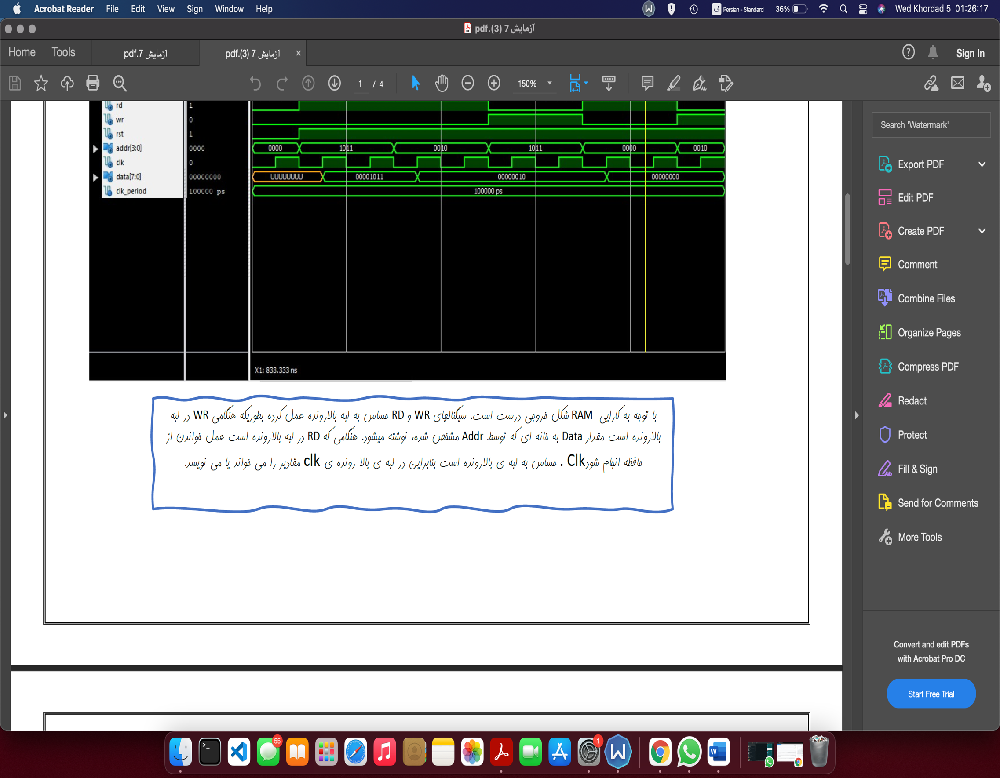 Acrobat Reader File Edit View Sign Window Help
Persian - Standard 36% Wed Khordad 5 01:26:17
آزمایش 7 (3).pdf
Home Tools
آزمایش 7.pdf
آزمایش 7 (3).pdf ×
Sign In
1 / 4
150%
rd 1
wr 0
rst 1
addr[3:0] 0000 0000 1011 0010 1011 0000 0010
clk 0
data[7:0] 00000000 UUUUUUUU 00001011 00000010 00000000
clk_period 100000 ps 100000 ps
X1: 833.333 ns
با توجه به کارایی RAM شکل خروجی درست است. سیگنالهای WR و RD حساس به لبه بالارونده عمل کرده بطوریکه هنگامی WR در لبه
بالارونده است مقدار Data به خانه ای که توسط Addr مشخص شده، نوشته میشود. هنگامی که RD در لبه بالارونده است عمل خواندن از
حافظه انجام شودClk . حساس به لبه ی بالارونده است بنابراین در لبه ی بالا رونده ی clk مقادیر را می خواند یا می نویسد.
Search 'Watermark'
Export PDF
Edit PDF
Create PDF
Comment
Combine Files
Organize Pages
Compress PDF
Redact
Protect
Fill & Sign
Send for Comments
More Tools
Convert and edit PDFs
with Acrobat Pro DC
Start Free Trial
55
1